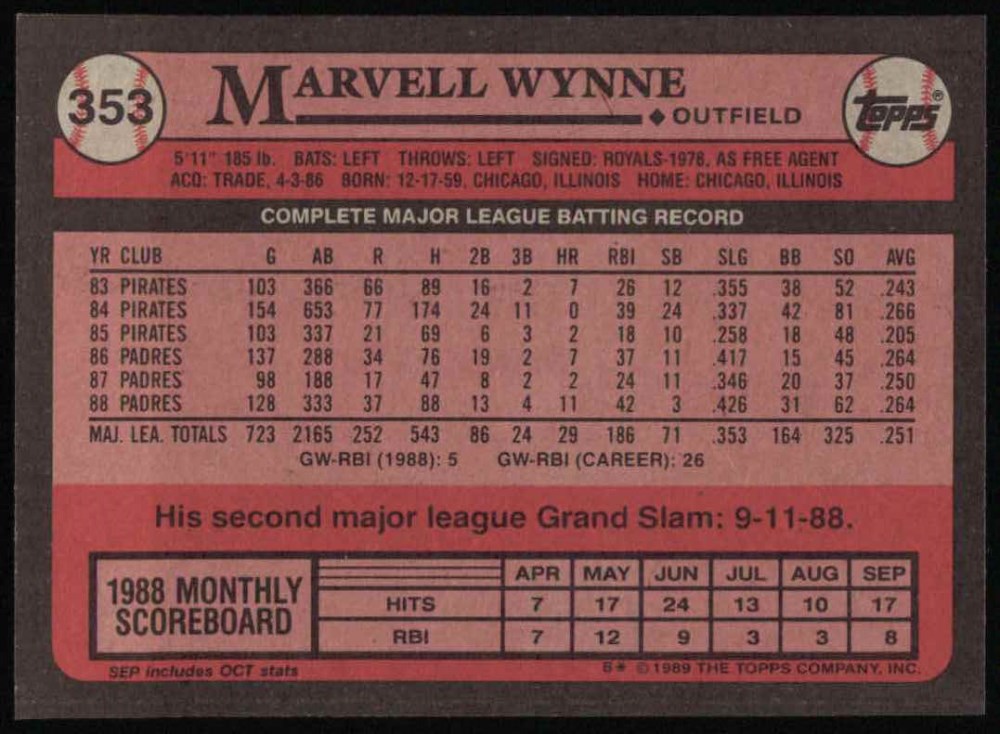 353 MARVELL WYNNE TOPPS®
◆ OUTFIELD
5'11" 185 lb. BATS: LEFT THROWS: LEFT SIGNED: ROYALS-1978, AS FREE AGENT
ACQ: TRADE, 4-3-86 BORN: 12-17-59, CHICAGO, ILLINOIS HOME: CHICAGO, ILLINOIS
COMPLETE MAJOR LEAGUE BATTING RECORD
YR CLUB G AB R H 2B 3B HR RBI SB SLG BB SO AVG
83 PIRATES 103 366 66 89 16 2 7 26 12 .355 38 52 .243
84 PIRATES 154 653 77 174 24 11 0 39 24 .337 42 81 .266
85 PIRATES 103 337 21 69 6 3 2 18 10 .258 18 48 .205
86 PADRES 137 288 34 76 19 2 7 37 11 .417 15 45 .264
87 PADRES 98 188 17 47 8 2 2 24 11 .346 20 37 .250
88 PADRES 128 333 37 88 13 4 11 42 3 .426 31 62 .264
MAJ. LEA. TOTALS 723 2165 252 543 86 24 29 186 71 .353 164 325 .251
GW-RBI (1988): 5 GW-RBI (CAREER): 26
His second major league Grand Slam: 9-11-88.
1988 MONTHLY SCOREBOARD
APR MAY JUN JUL AUG SEP
HITS 7 17 24 13 10 17
RBI 7 12 9 3 3 8
SEP includes OCT stats B* © 1989 THE TOPPS COMPANY, INC.